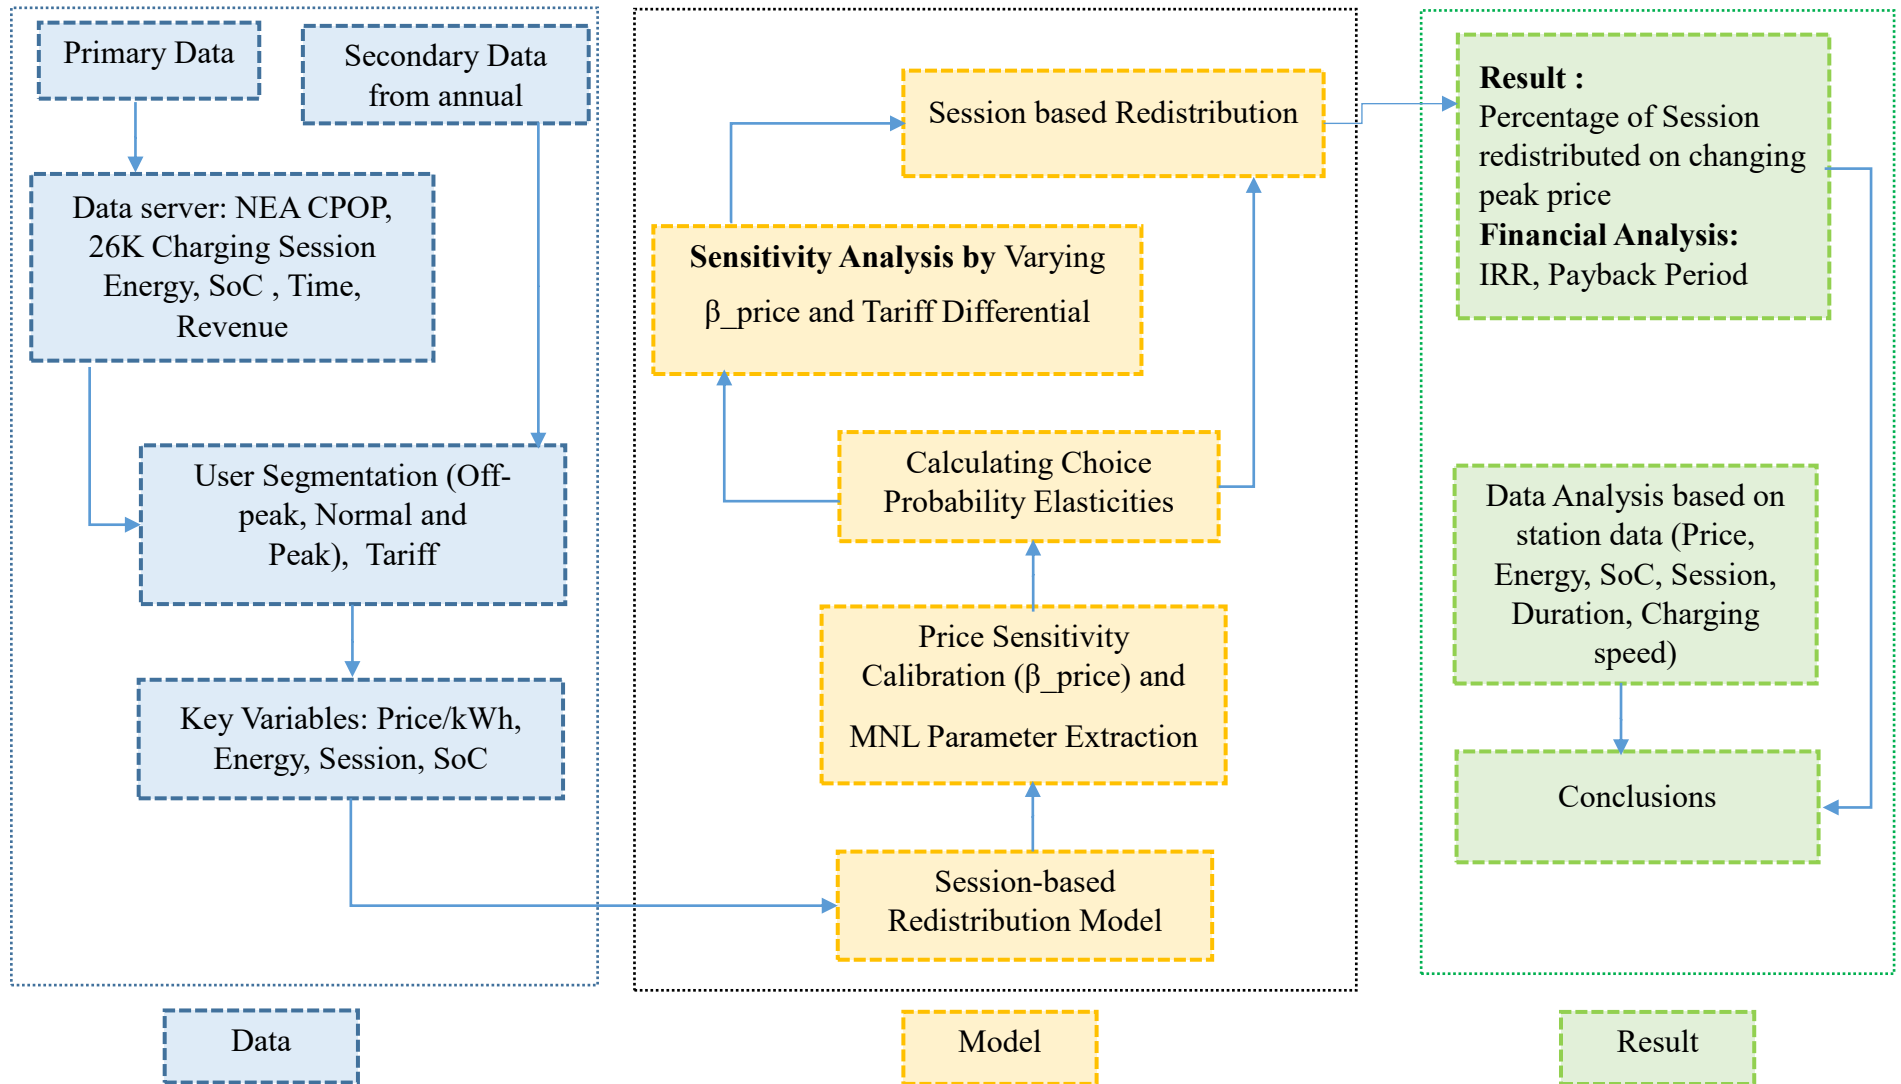 Primary Data
Secondary Data
from annual
Data server: NEA CPOP,
26K Charging Session
Energy, SoC , Time,
Revenue
User Segmentation (Off-
peak, Normal and
Peak),  Tariff
Key Variables: Price/kWh,
Energy, Session, SoC
Data
Session based Redistribution
Sensitivity Analysis by Varying
β_price and Tariff Differential
Calculating Choice
Probability Elasticities
Price Sensitivity
Calibration (β_price) and
MNL Parameter Extraction
Session-based
Redistribution Model
Model
Result :
Percentage of Session
redistributed on changing
peak price
Financial Analysis:
IRR, Payback Period
Data Analysis based on
station data (Price,
Energy, SoC, Session,
Duration, Charging
speed)
Conclusions
Result